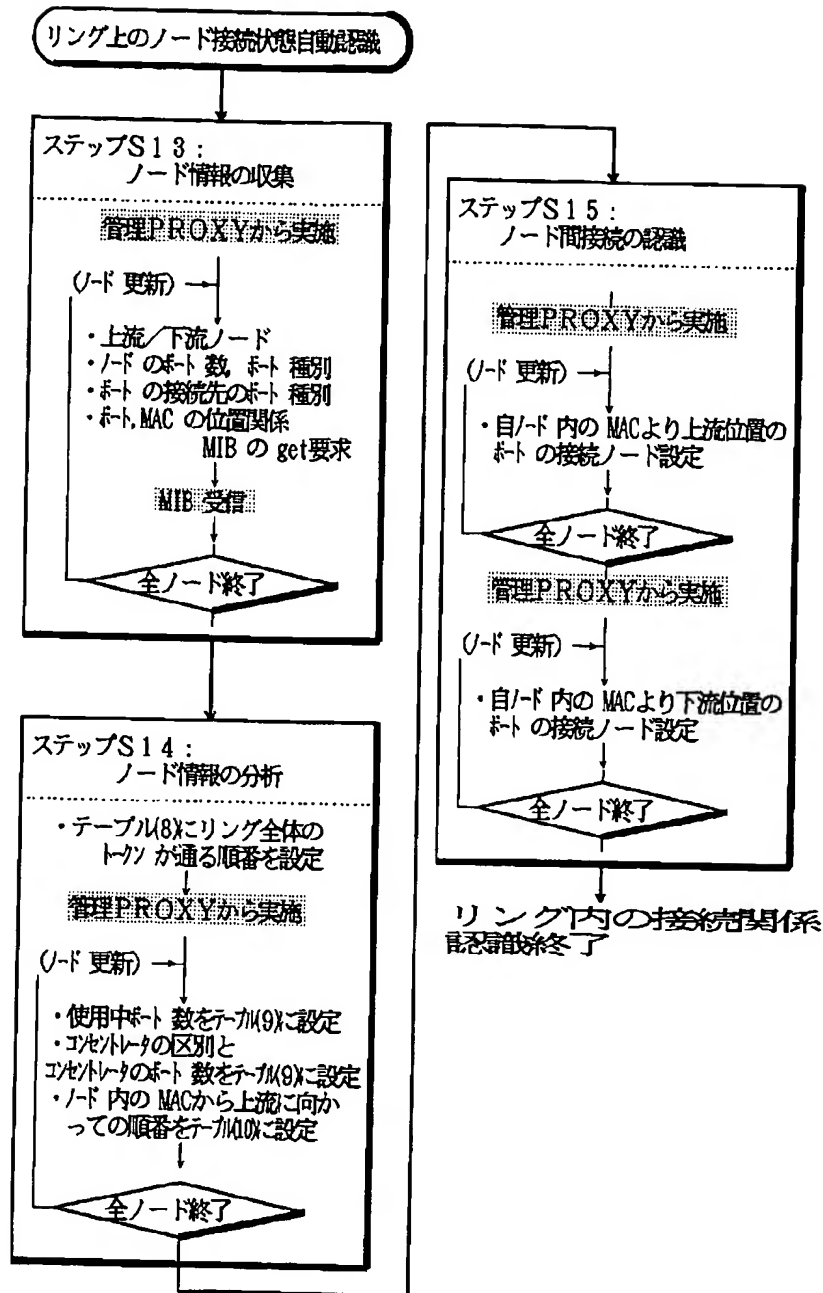 リング上のノード接続状態自動認識
ステップS13:
ノード情報の収集
管理PROXYから実施
(ノード 更新)
・上流/下流ノード
・ノード のポート 数, ポート 種別
・ポート の接続先のポート 種別
・ポート,MAC の位置関係
MIB の get要求
MIB 受信
全ノード終了
ステップS14:
ノード情報の分析
・テーブル(8)にリング全体の
トークン が通る順番を設定
管理PROXYから実施
(ノード 更新)
・使用中ポート 数をテーブル(9)に設定
・コンセントレータの区別と
コンセントレータのポート 数をテーブル(9)に設定
・ノード 内の MACから上流に向か
っての順番をテーブル(10)に設定
全ノード終了
ステップS15:
ノード間接続の認識
管理PROXYから実施
(ノード 更新)
・自ノード 内の MACより上流位置の
ポート の接続ノード設定
全ノード終了
管理PROXYから実施
(ノード 更新)
・自ノード 内の MACより下流位置の
ポート の接続ノード設定
全ノード終了
リング内の接続関係
認識終了